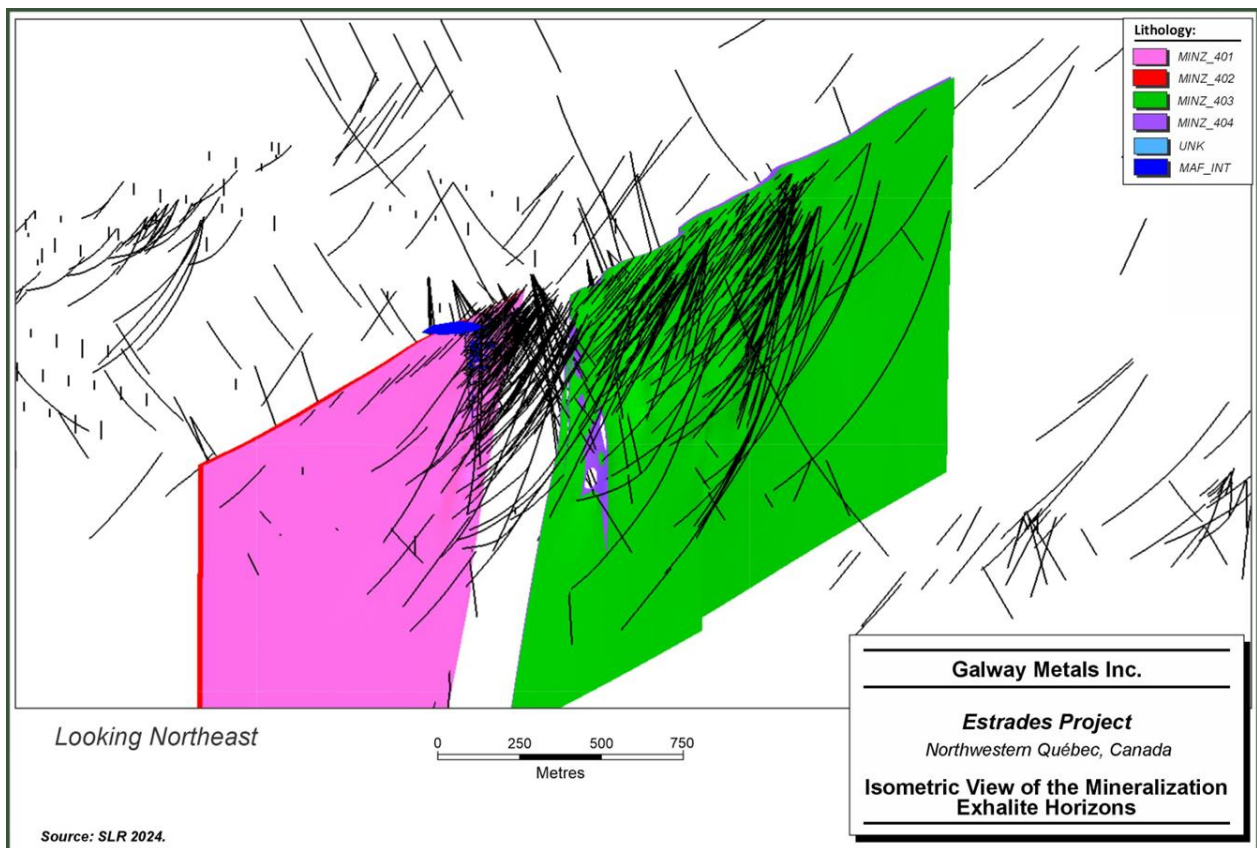 Lithology:
MINZ_401
MINZ_402
MINZ_403
MINZ_404
UNK
MAF_INT
Looking Northeast
0 250 500 750
Metres
Galway Metals Inc.
Estrades Project
Northwestern Québec, Canada
Isometric View of the Mineralization
Exhalite Horizons
Source: SLR 2024.